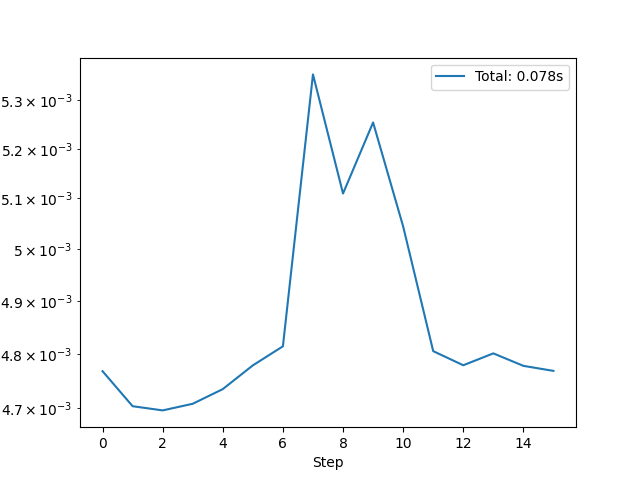 Total: 0.078s
5.3 × 10⁻³
5.2 × 10⁻³
5.1 × 10⁻³
5 × 10⁻³
4.9 × 10⁻³
4.8 × 10⁻³
4.7 × 10⁻³
0 2 4 6 8 10 12 14
Step